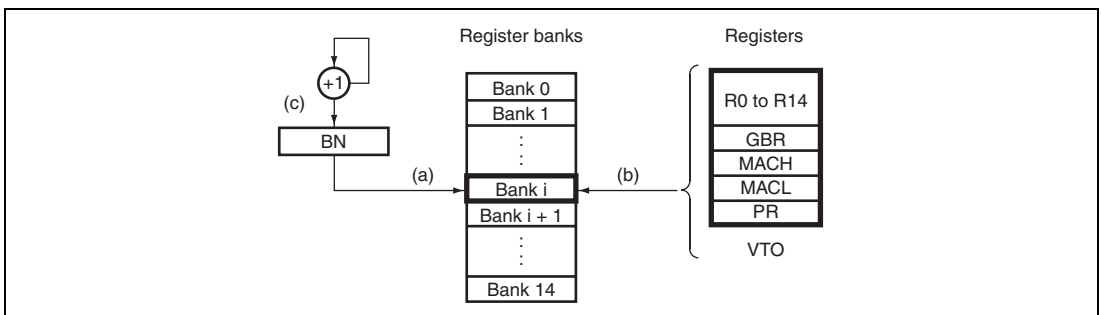 Register banks
Registers
+1
(c)
BN
(a)
Bank 0
Bank 1
:
:
Bank i
Bank i + 1
:
:
Bank 14
(b)
R0 to R14
GBR
MACH
MACL
PR
VTO